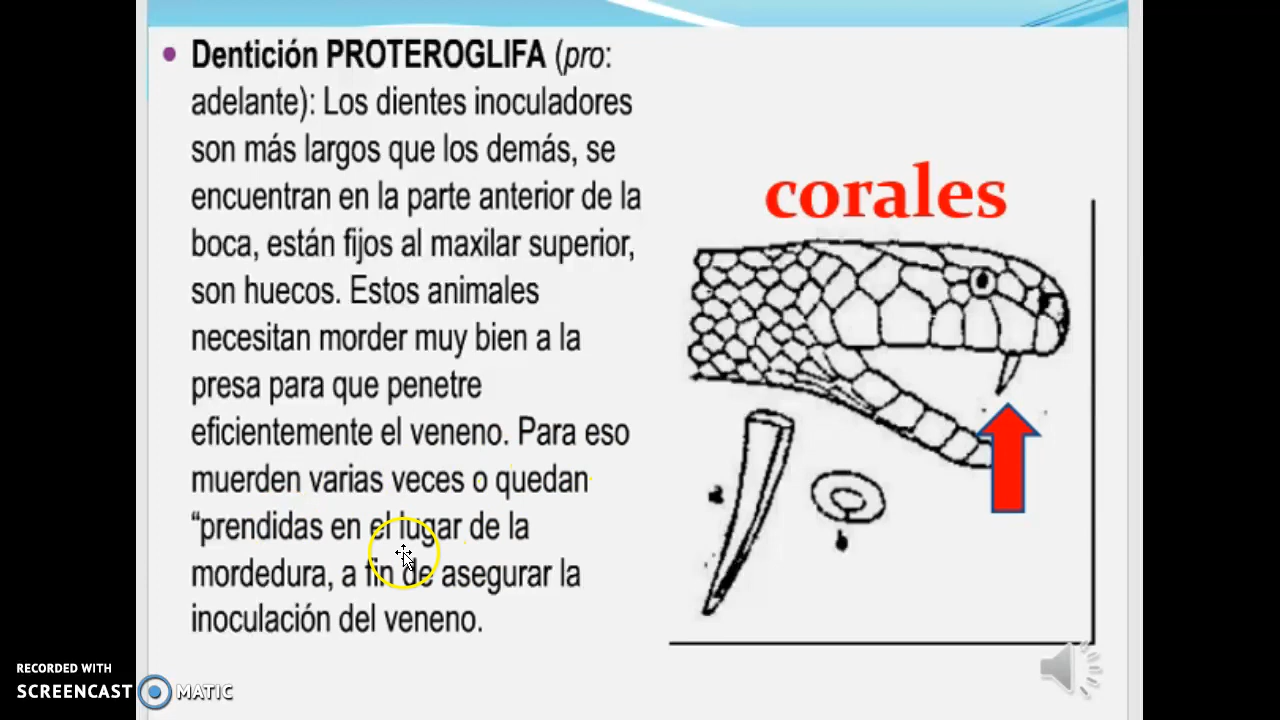 Dentición PROTEROGLIFA (pro:
adelante): Los dientes inoculadores
son más largos que los demás, se
encuentran en la parte anterior de la
boca, están fijos al maxilar superior,
son huecos. Estos animales
necesitan morder muy bien a la
presa para que penetre
eficientemente el veneno. Para eso
muerden varias veces o quedan
“prendidas en el lugar de la
mordedura, a fin de asegurar la
inoculación del veneno.
corales
a
b
RECORDED WITH
SCREENCAST MATIC